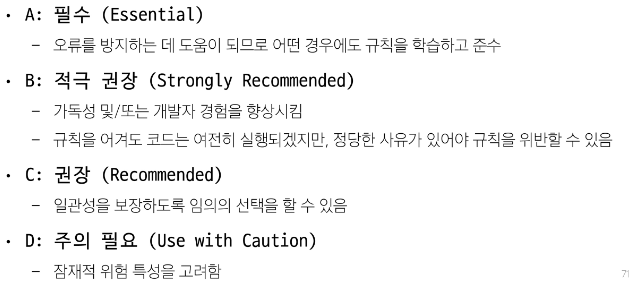 • A: 필수 (Essential)
– 오류를 방지하는 데 도움이 되므로 어떤 경우에도 규칙을 학습하고 준수
• B: 적극 권장 (Strongly Recommended)
– 가독성 및/또는 개발자 경험을 향상시킴
– 규칙을 어겨도 코드는 여전히 실행되겠지만, 정당한 사유가 있어야 규칙을 위반할 수 있음
• C: 권장 (Recommended)
– 일관성을 보장하도록 임의의 선택을 할 수 있음
• D: 주의 필요 (Use with Caution)
– 잠재적 위험 특성을 고려함
71